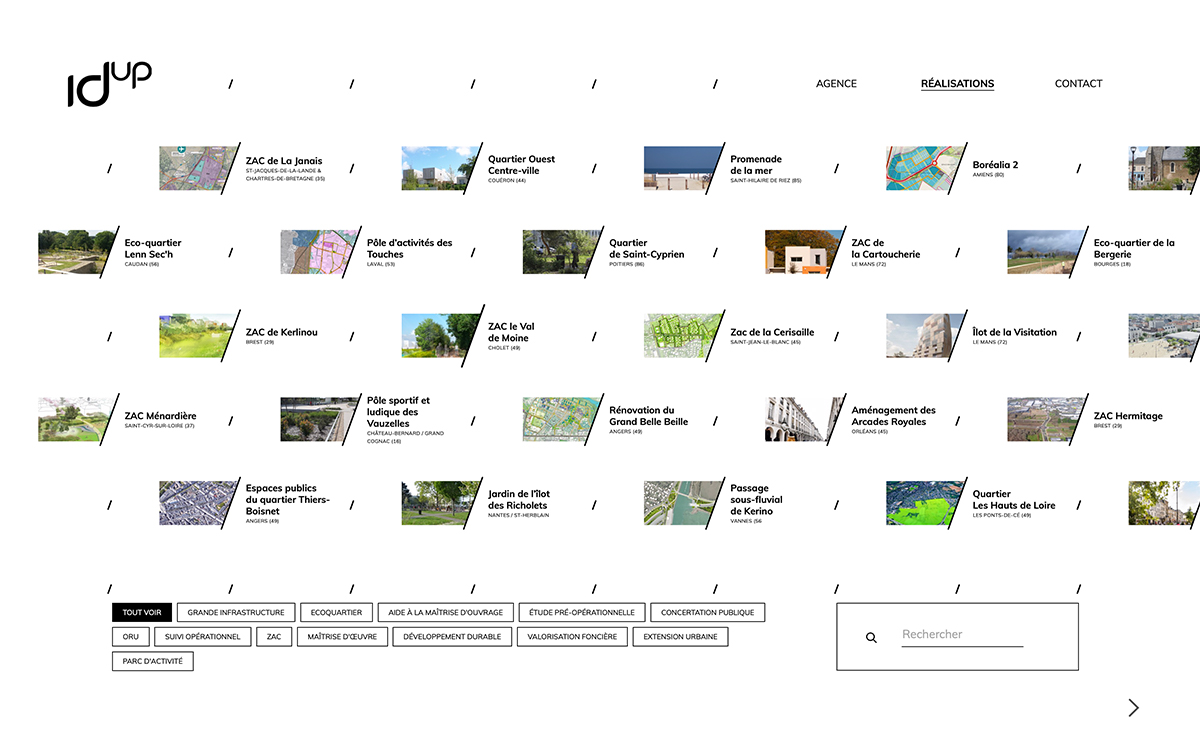 IdUP
AGENCE
RÉALISATIONS
CONTACT
ZAC de La Janais
ST-JACQUES-DE-LA-LANDE &
CHARTRES-DE-BRETAGNE (35)
Quartier Ouest
Centre-ville
COUËRON (44)
Promenade
de la mer
SAINT-HILAIRE DE RIEZ (85)
Boréalia 2
AMIENS (80)
Eco-quartier
Lenn Sec'h
CAUDAN (56)
Pôle d'activités des
Touches
LAVAL (53)
Quartier
de Saint-Cyprien
POITIERS (86)
ZAC de
la Cartoucherie
LE MANS (72)
Eco-quartier de la
Bergerie
BOURGES (18)
ZAC de Kerlinou
BREST (29)
ZAC le Val
de Moine
CHOLET (49)
Zac de la Cerisaille
SAINT-JEAN-LE-BLANC (45)
Îlot de la Visitation
LE MANS (72)
ZAC Ménardière
SAINT-CYR-SUR-LOIRE (37)
Pôle sportif et
ludique des
Vauzelles
CHÂTEAU-BERNARD / GRAND
COGNAC (16)
Rénovation du
Grand Belle Beille
ANGERS (49)
Aménagement des
Arcades Royales
ORLÉANS (45)
ZAC Hermitage
BREST (29)
Espaces publics
du quartier Thiers-
Boisnet
ANGERS (49)
Jardin de l'îlot
des Richolets
NANTES / ST-HERBLAIN
Passage
sous-fluvial
de Kerino
VANNES (56
Quartier
Les Hauts de Loire
LES PONTS-DE-CÉ (49)
TOUT VOIR
GRANDE INFRASTRUCTURE
ECOQUARTIER
AIDE À LA MAÎTRISE D'OUVRAGE
ÉTUDE PRÉ-OPÉRATIONNELLE
CONCERTATION PUBLIQUE
ORU
SUIVI OPÉRATIONNEL
ZAC
MAÎTRISE D'ŒUVRE
DÉVELOPPEMENT DURABLE
VALORISATION FONCIÈRE
EXTENSION URBAINE
PARC D'ACTIVITÉ
Rechercher